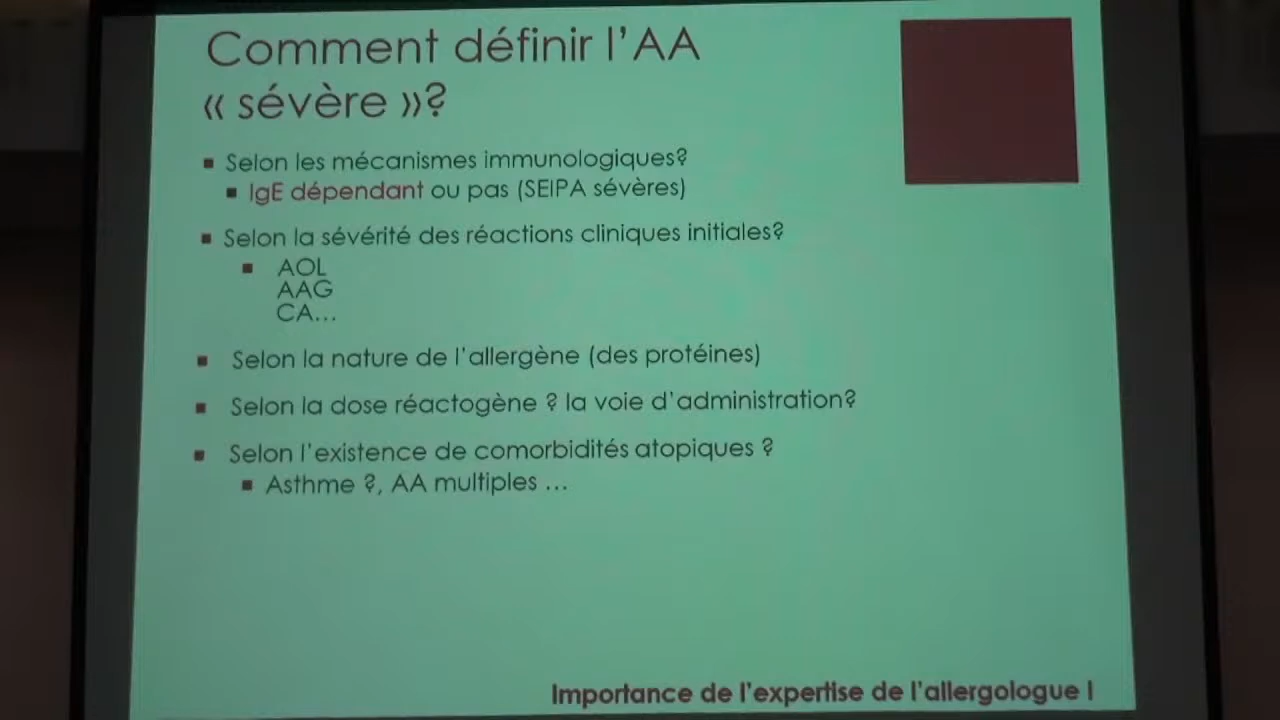 Comment définir l'AA
« sévère »?
Selon les mécanismes immunologiques?
IgE dépendant ou pas (SEIPA sévères)
Selon la sévérité des réactions cliniques initiales?
AOL
AAG
CA...
Selon la nature de l'allergène (des protéines)
Selon la dose réactogène ? la voie d'administration?
Selon l'existence de comorbidités atopiques ?
Asthme ?, AA multiples ...
Importance de l'expertise de l'allergologue !